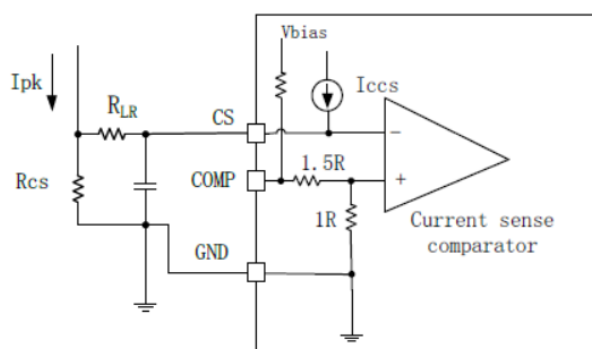 Vbias
Ipk
Iccs
RLR
CS
1.5R
Rcs
COMP
1R
Current sense
comparator
GND